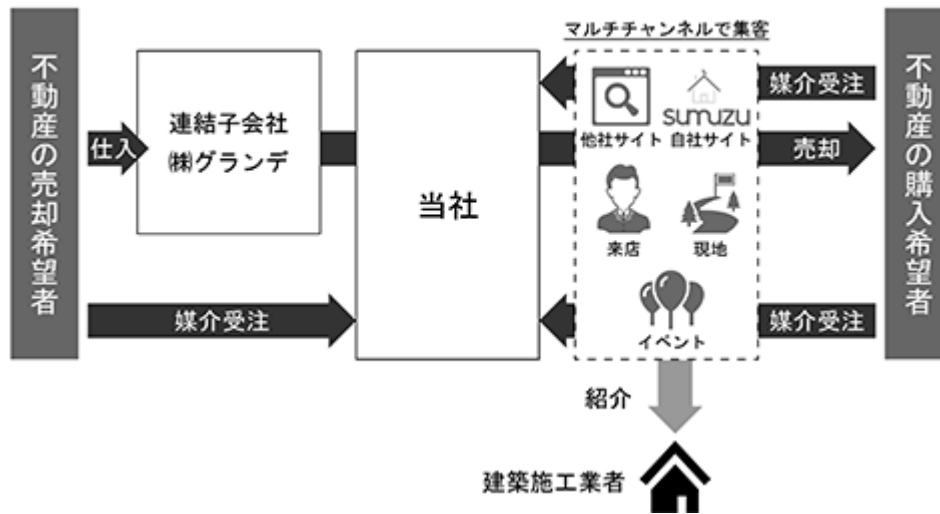 マルチチャンネルで集客
不動産の売却希望者
仕入
連結子会社
㈱グランデ
媒介受注
当社
他社サイト
sumuzu
自社サイト
来店
現地
イベント
媒介受注
売却
媒介受注
不動産の購入希望者
紹介
建築施工業者